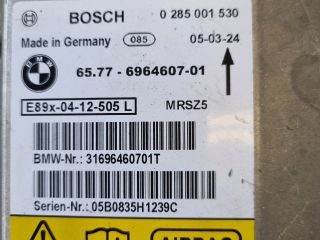 BOSCH 0 285 001 530
Made in Germany 085 05-03-24
BMW 65.77 - 6964607-01
E89x-04-12-505 L MRSZ5
BMW-Nr.: 31696460701T
Serien-Nr.: 05B0835H1239C
AIRBAG